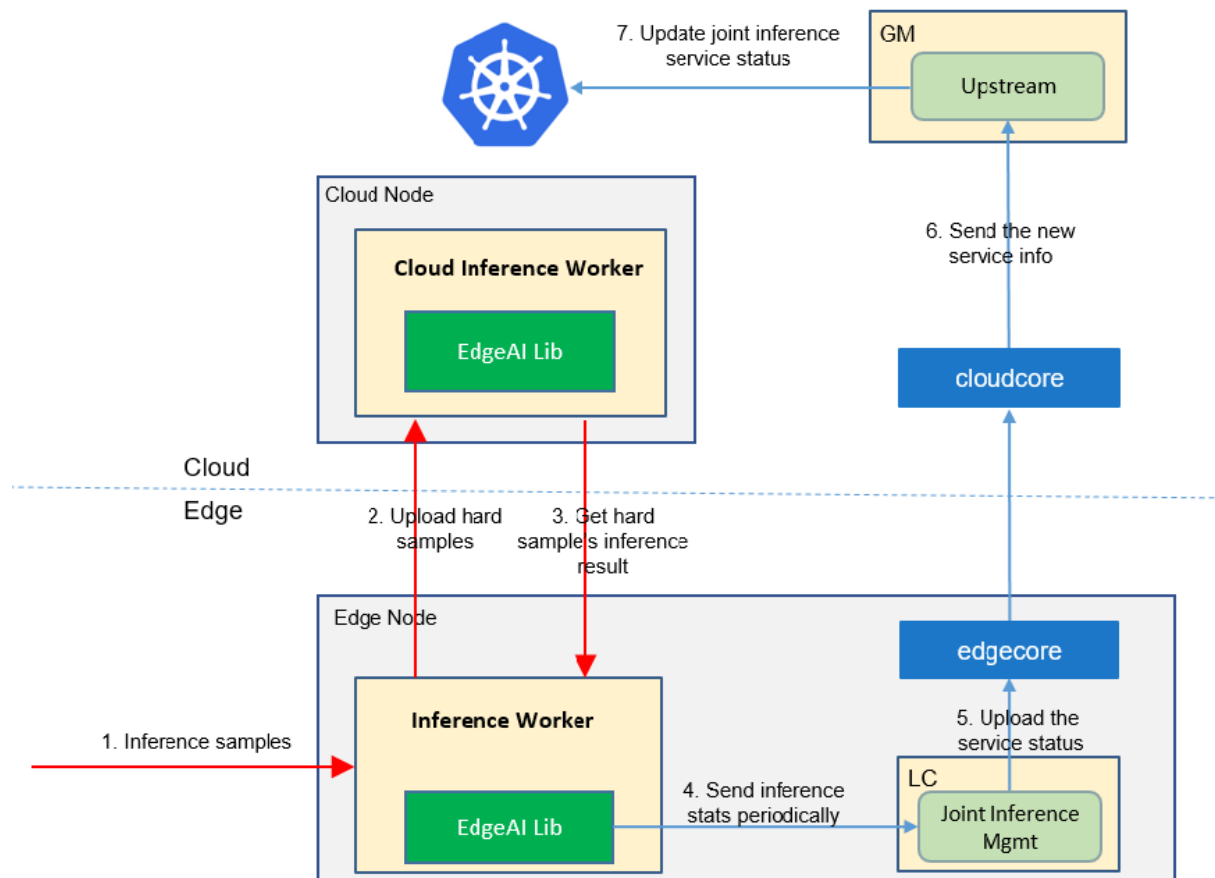 7. Update joint inference
service status
GM
Upstream
Cloud Node
Cloud Inference Worker
EdgeAI Lib
6. Send the new
service info
cloudcore
Cloud
Edge
2. Upload hard
samples
3. Get hard
sample's inference
result
Edge Node
edgecore
Inference Worker
1. Inference samples
5. Upload the
service status
4. Send inference
stats periodically
LC
EdgeAI Lib
Joint Inference
Mgmt